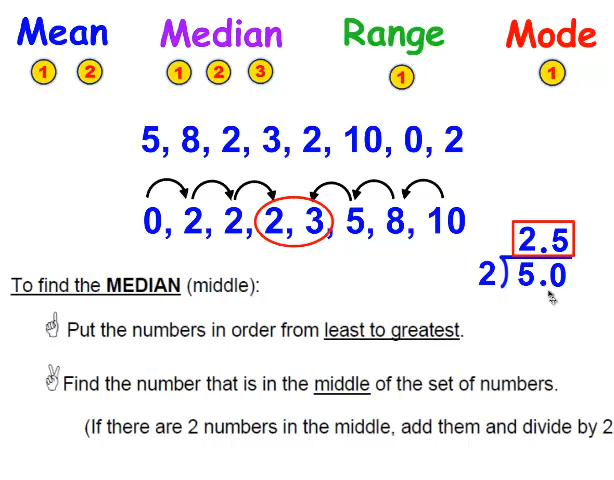 Mean Median Range Mode
1 2 1 2 3 1 1
5, 8, 2, 3, 2, 10, 0, 2
0, 2, 2, 2, 3, 5, 8, 10
2.5
2) 5.0
To find the MEDIAN (middle):
Put the numbers in order from least to greatest.
Find the number that is in the middle of the set of numbers.
(If there are 2 numbers in the middle, add them and divide by 2